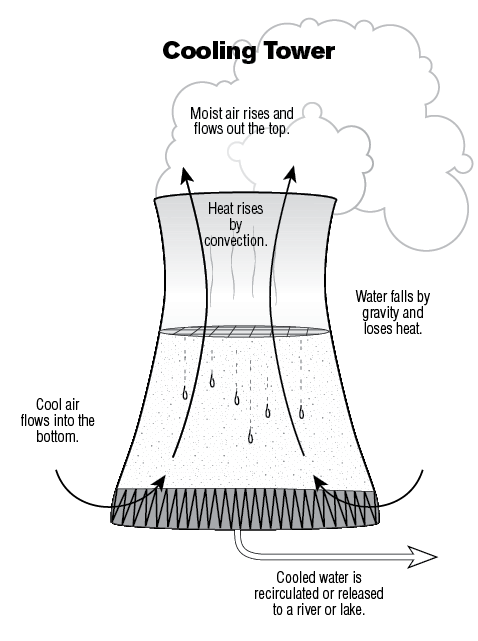 Cooling Tower
Moist air rises and
flows out the top.
Heat rises
by
convection.
Water falls by
gravity and
loses heat.
Cool air
flows into the
bottom.
Cooled water is
recirculated or released
to a river or lake.